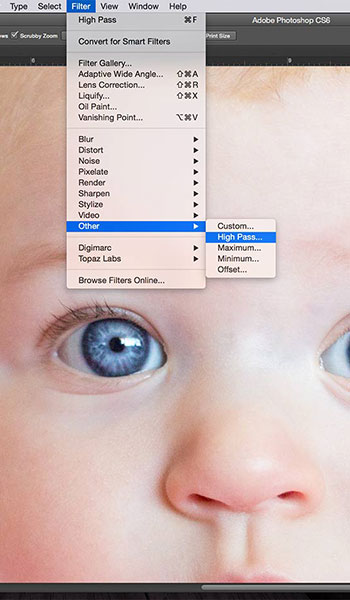 Type Select Filter View Window Help
Adobe Photoshop CS6
Scrubby Zoom
Print Size
High Pass ⌘F
Convert for Smart Filters
Filter Gallery...
Adaptive Wide Angle... ⇧⌘A
Lens Correction... ⇧⌘R
Liquify... ⇧⌘X
Oil Paint...
Vanishing Point... ⌥⌘V
Blur
Distort
Noise
Pixelate
Render
Sharpen
Stylize
Video
Other
Custom...
High Pass...
Maximum...
Minimum...
Offset...
Digimarc
Topaz Labs
Browse Filters Online...